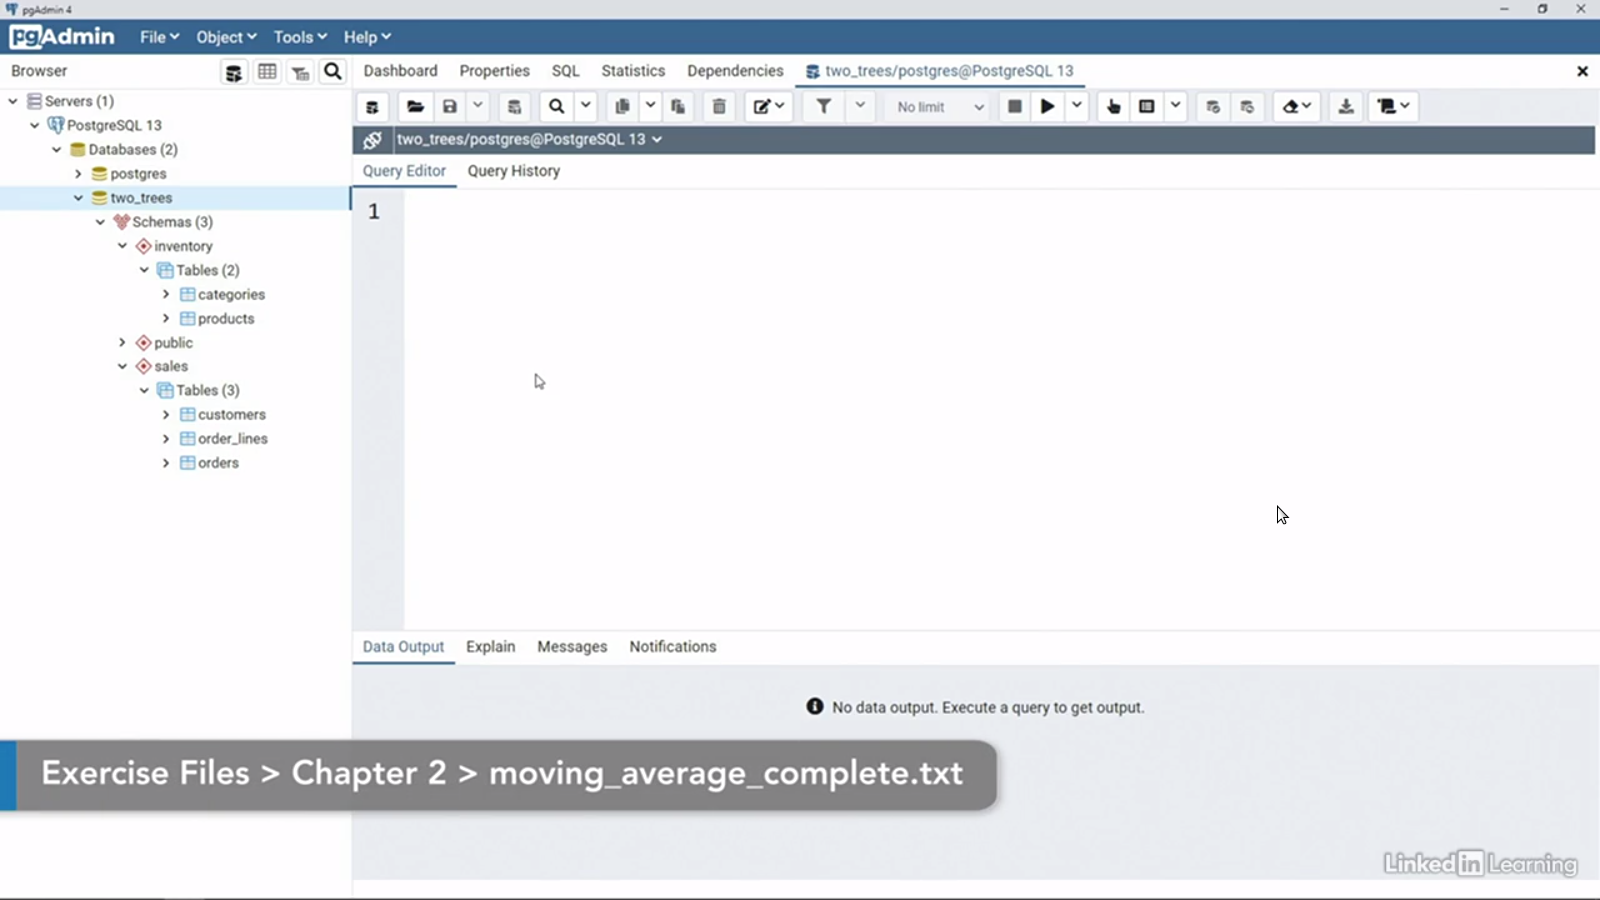 pgAdmin 4
pgAdmin
File
Object
Tools
Help
Browser
Dashboard
Properties
SQL
Statistics
Dependencies
two_trees/postgres@PostgreSQL 13
Servers (1)
PostgreSQL 13
Databases (2)
postgres
two_trees
Schemas (3)
inventory
Tables (2)
categories
products
public
sales
Tables (3)
customers
order_lines
orders
No limit
two_trees/postgres@PostgreSQL 13
Query Editor
Query History
1
Data Output
Explain
Messages
Notifications
No data output. Execute a query to get output.
Exercise Files > Chapter 2 > moving_average_complete.txt
Linked in Learning